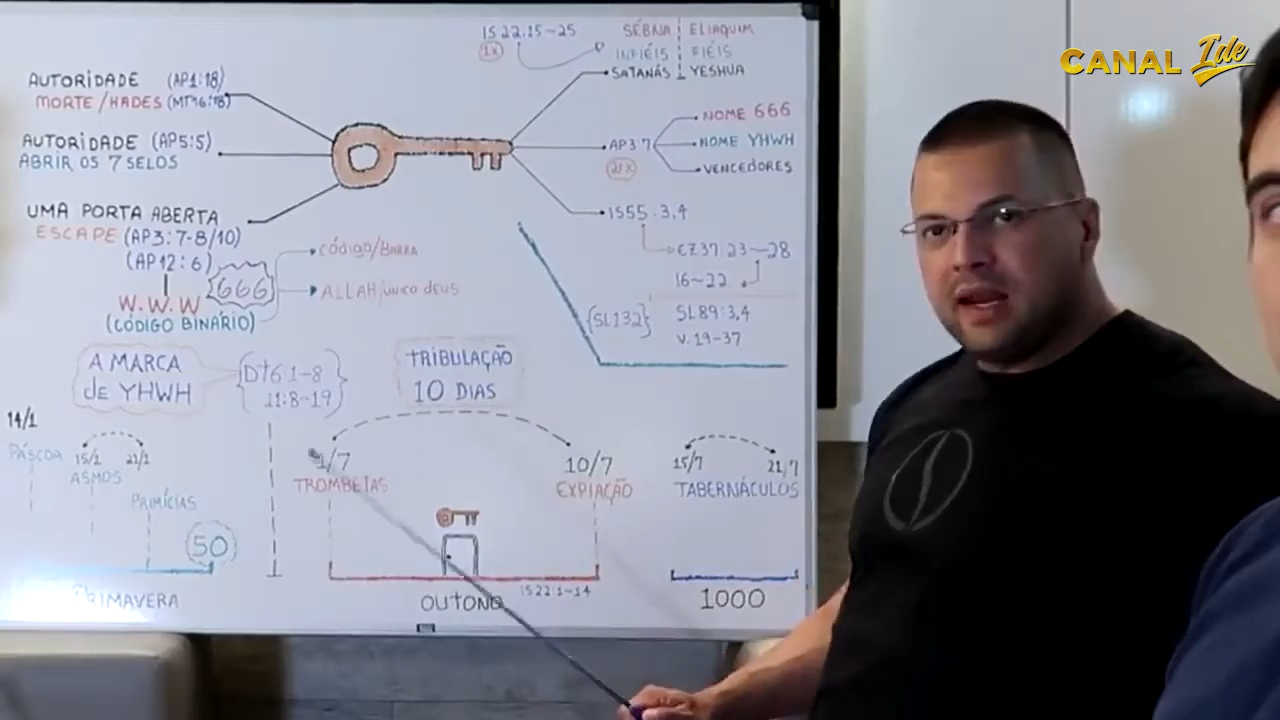 CANAL Ide
IS 22:15-25
1x
SÉBNA ELIAQUIM
INFIÉIS FIÉIS
SATANÁS YESHUA
AUTORIDADE (AP1:18)
MORTE/HADES (MT16:18)
AUTORIDADE (AP5:5)
ABRIR OS 7 SELOS
UMA PORTA ABERTA
ESCAPE (AP3:7-8/10)
(AP12:6)
W.W.W
(CÓDIGO BINÁRIO)
666
CÓDIGO/BARRA
ALLAH/ÚNICO DEUS
AP3 7
NOME 666
NOME YHWH
VENCEDORES
IS55:3,4
EZ37 23-28
16-22
{SL132}
SL89:3,4
V.19-37
A MARCA
de YHWH
Dt6 1-8
11:8-19
TRIBULAÇÃO
10 DIAS
14/1
PÁSCOA
15/1 21/1
ASMOS
PRIMÍCIAS
50
PRIMAVERA
1/7
TROMBETAS
10/7
EXPIAÇÃO
OUTONO
IS22:1-14
15/7 21/7
TABERNÁCULOS
1000